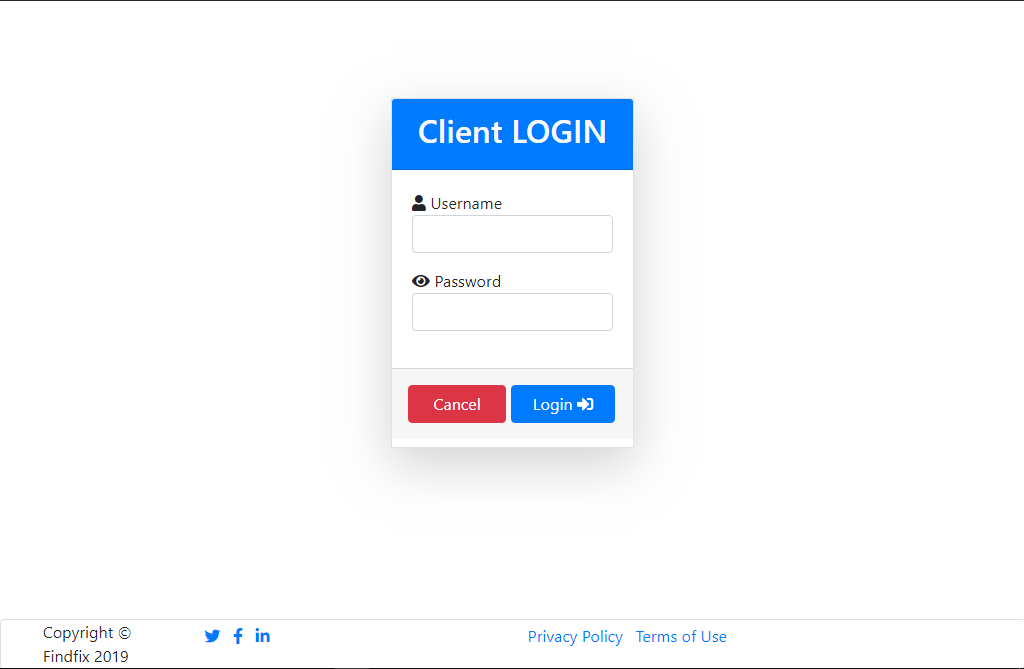 Client LOGIN
Username
Password
Cancel
Login
Copyright ©
Findfix 2019
Privacy Policy
Terms of Use